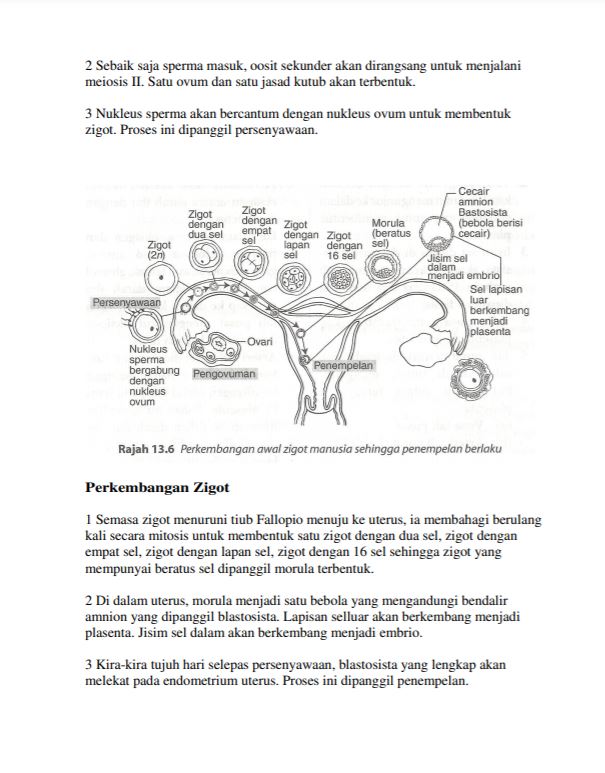 2 Sebaik saja sperma masuk, oosit sekunder akan dirangsang untuk menjalani
meiosis II. Satu ovum dan satu jasad kutub akan terbentuk.
3 Nukleus sperma akan bercantum dengan nukleus ovum untuk membentuk
zigot. Proses ini dipanggil persenyawaan.
Zigot
(2n)
Zigot
dengan
dua sel
Zigot
dengan
empat
sel
Zigot
dengan
lapan
sel
Zigot
dengan
16 sel
Morula
(beratus
sel)
Cecair
amnion
Bastosista
(bebola berisi
cecair)
Jisim sel
dalam
menjadi embrio
Sel lapisan
luar
berkembang
menjadi
plasenta
Persenyawaan
Nukleus
sperma
bergabung
dengan
nukleus
ovum
Ovari
Pengovuman
Penempelan
Rajah 13.6 Perkembangan awal zigot manusia sehingga penempelan berlaku
Perkembangan Zigot
1 Semasa zigot menuruni tiub Fallopio menuju ke uterus, ia membahagi berulang
kali secara mitosis untuk membentuk satu zigot dengan dua sel, zigot dengan
empat sel, zigot dengan lapan sel, zigot dengan 16 sel sehingga zigot yang
mempunyai beratus sel dipanggil morula terbentuk.
2 Di dalam uterus, morula menjadi satu bebola yang mengandungi bendalir
amnion yang dipanggil blastosista. Lapisan selluar akan berkembang menjadi
plasenta. Jisim sel dalam akan berkembang menjadi embrio.
3 Kira-kira tujuh hari selepas persenyawaan, blastosista yang lengkap akan
melekat pada endometrium uterus. Proses ini dipanggil penempelan.